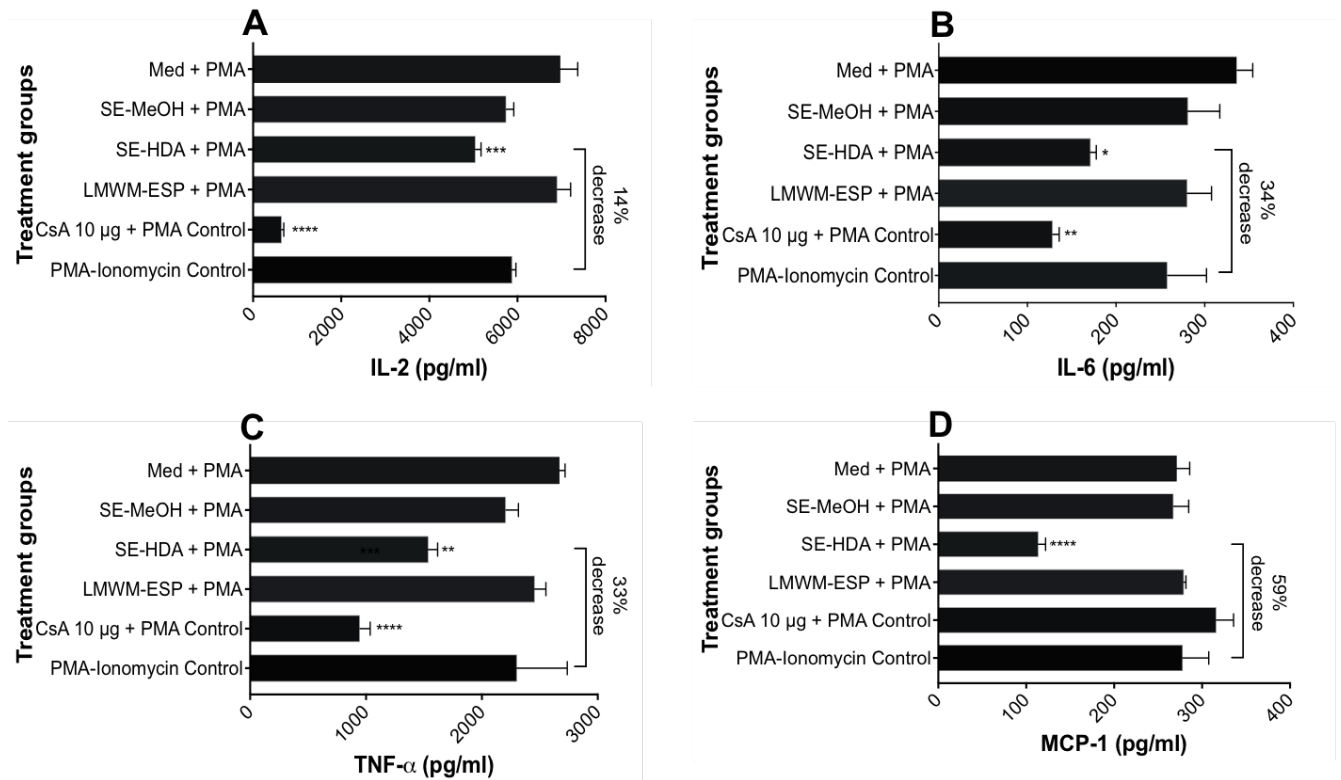 A
Treatment groups
Med + PMA
SE-MeOH + PMA
SE-HDA + PMA
***
LMWM-ESP + PMA
CsA 10 µg + PMA Control
****
PMA-Ionomycin Control
14%
decrease
0
2000
4000
6000
8000
IL-2 (pg/ml)
B
Treatment groups
Med + PMA
SE-MeOH + PMA
SE-HDA + PMA
*
LMWM-ESP + PMA
CsA 10 µg + PMA Control
**
PMA-Ionomycin Control
34%
decrease
0
100
200
300
400
IL-6 (pg/ml)
C
Treatment groups
Med + PMA
SE-MeOH + PMA
SE-HDA + PMA
***
**
LMWM-ESP + PMA
CsA 10 µg + PMA Control
****
PMA-Ionomycin Control
33%
decrease
0
1000
2000
3000
TNF-α (pg/ml)
D
Treatment groups
Med + PMA
SE-MeOH + PMA
SE-HDA + PMA
****
LMWM-ESP + PMA
CsA 10 µg + PMA Control
PMA-Ionomycin Control
59%
decrease
0
100
200
300
400
MCP-1 (pg/ml)